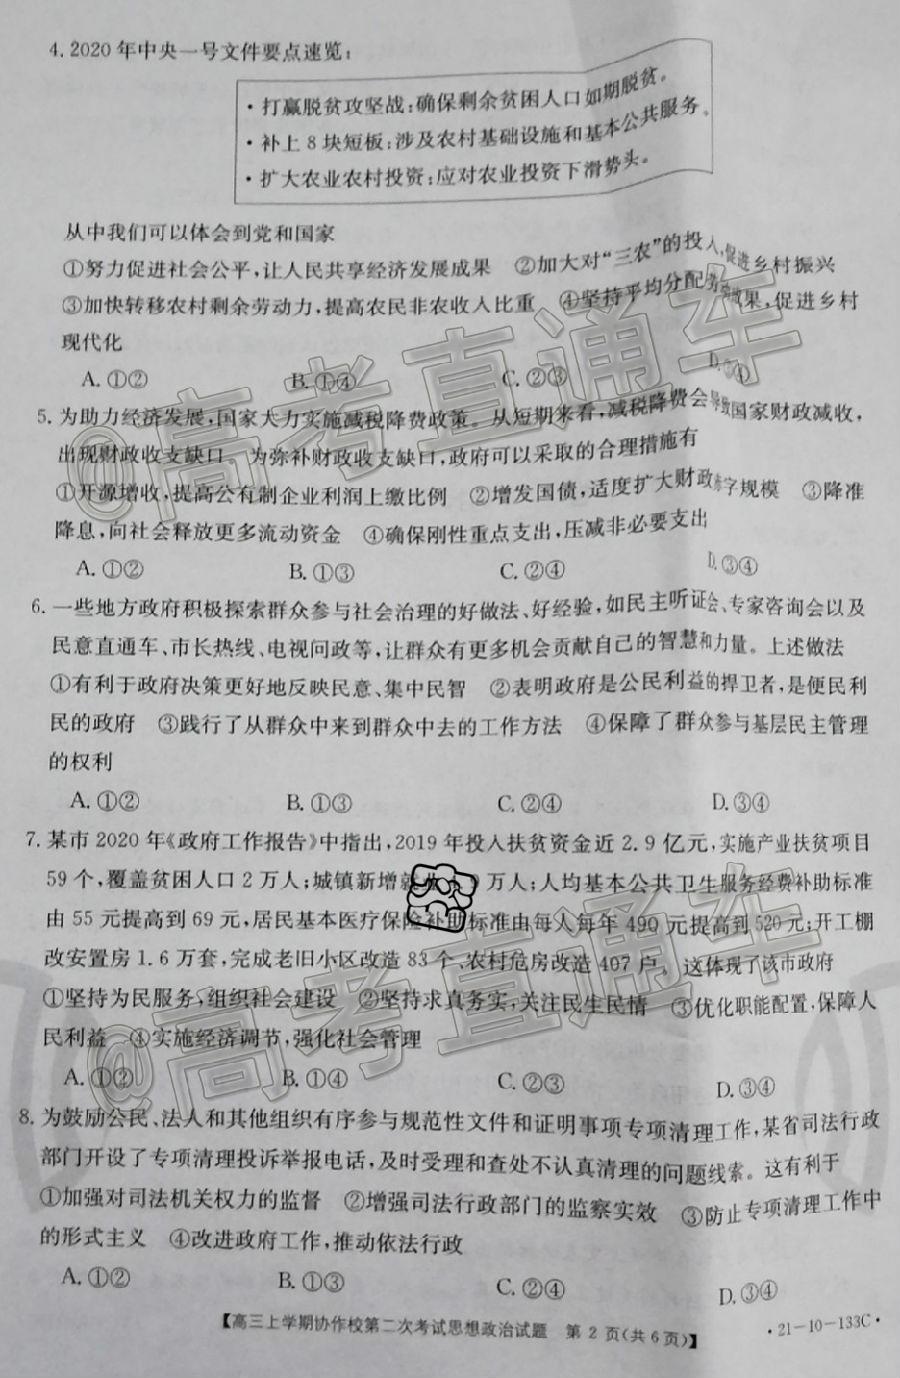 4. 2020年中央一号文件要点速览:
·打赢脱贫攻坚战:确保剩余贫困人口如期脱贫。
·补上8块短板:涉及农村基础设施和基本公共服务。
·扩大农业农村投资:应对农业投资下滑势头。
从中我们可以体会到党和国家
①努力促进社会公平,让人民共享经济发展成果 ②加大对“三农”的投入,促进乡村振兴
③加快转移农村剩余劳动力,提高农民非农收入比重 ④坚持平均分配,效果,促进乡村
现代化
A.①② B.①④ C.②③ D.③④
5.为助力经济发展,国家大力实施减税降费政策。从短期来看,减税降费会导致国家财政减收,
出现财政收支缺口 为弥补财政收支缺口,政府可以采取的合理措施有
①开源增收,提高公有制企业利润上缴比例 ②增发国债,适度扩大财政赤字规模 ③降准
降息,向社会释放更多流动资金 ④确保刚性重点支出,压减非必要支出
A.①② B.①③ C.②④ D.③④
6.一些地方政府积极探索群众参与社会治理的好做法、好经验,如民主听证会、专家咨询会以及
民意直通车、市长热线、电视问政等,让群众有更多机会贡献自己的智慧和力量。上述做法
①有利于政府决策更好地反映民意、集中民智 ②表明政府是公民利益的捍卫者,是便民利
民的政府 ③践行了从群众中来到群众中去的工作方法 ④保障了群众参与基层民主管理
的权利
A.①② B.①③ C.②④ D.③④
7.某市2020年《政府工作报告》中指出,2019年投入扶贫资金近2.9亿元,实施产业扶贫项目
59个,覆盖贫困人口2万人;城镇新增就业 9万人;人均基本公共卫生服务经费补助标准
由55元提高到69元,居民基本医疗保险补助标准由每人每年490元提高到520元;开工棚
改安置房1.6万套,完成老旧小区改造83个,农村危房改造407户。这体现了该市政府
①坚持为民服务,组织社会建设 ②坚持求真务实,关注民生民情 ③优化职能配置,保障人
民利益 ④实施经济调节,强化社会管理
A.①② B.①④ C.②③ D.③④
8.为鼓励公民、法人和其他组织有序参与规范性文件和证明事项专项清理工作,某省司法行政
部门开设了专项清理投诉举报电话,及时受理和查处不认真清理的问题线索。这有利于
①加强对司法机关权力的监督 ②增强司法行政部门的监察实效 ③防止专项清理工作中
的形式主义 ④改进政府工作,推动依法行政
A.①② B.①③ C.②④ D.③④
【高三上学期协作校第二次考试思想政治试题 第2页(共6页)】 ·21-10-133C·
@高考直通车
@高考直通车